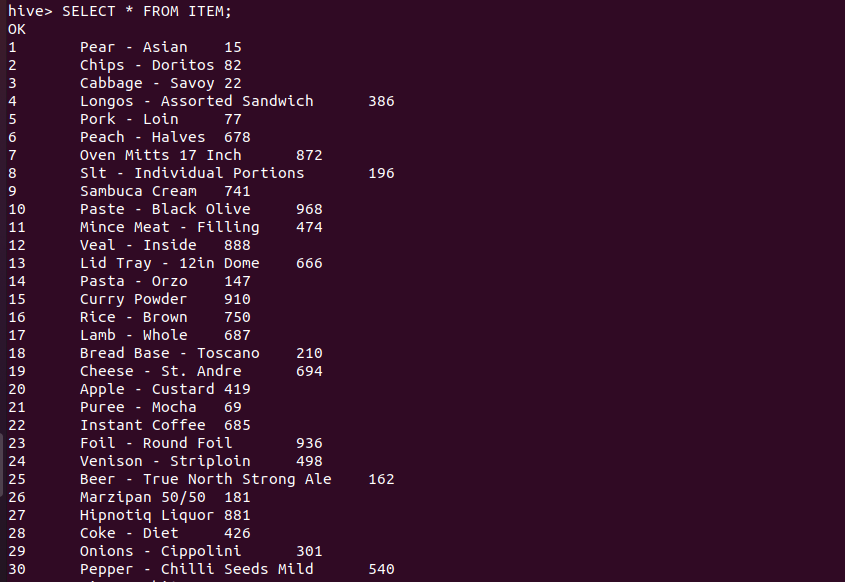 hive> SELECT * FROM ITEM;
OK
1 Pear - Asian 15
2 Chips - Doritos 82
3 Cabbage - Savoy 22
4 Longos - Assorted Sandwich 386
5 Pork - Loin 77
6 Peach - Halves 678
7 Oven Mitts 17 Inch 872
8 Slt - Individual Portions 196
9 Sambuca Cream 741
10 Paste - Black Olive 968
11 Mince Meat - Filling 474
12 Veal - Inside 888
13 Lid Tray - 12in Dome 666
14 Pasta - Orzo 147
15 Curry Powder 910
16 Rice - Brown 750
17 Lamb - Whole 687
18 Bread Base - Toscano 210
19 Cheese - St. Andre 694
20 Apple - Custard 419
21 Puree - Mocha 69
22 Instant Coffee 685
23 Foil - Round Foil 936
24 Venison - Striploin 498
25 Beer - True North Strong Ale 162
26 Marzipan 50/50 181
27 Hipnotiq Liquor 881
28 Coke - Diet 426
29 Onions - Cippolini 301
30 Pepper - Chilli Seeds Mild 540